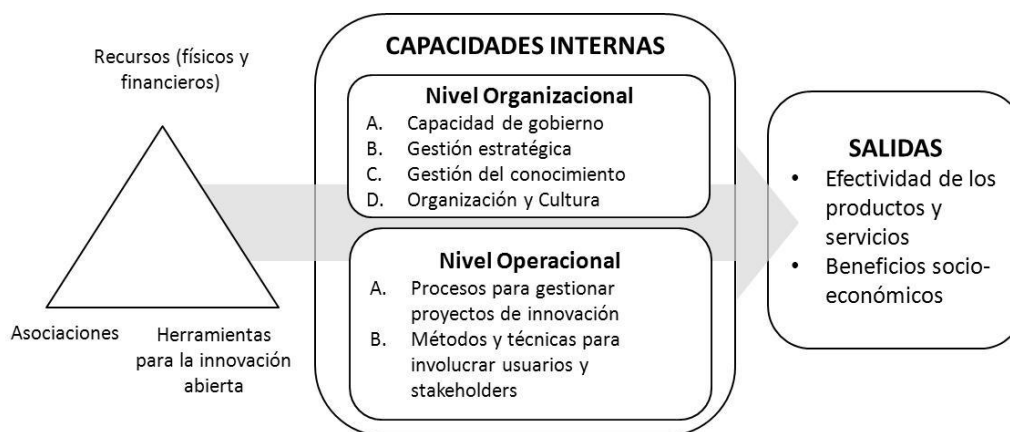 Recursos (físicos y
financieros)
Asociaciones
Herramientas
para la innovación
abierta
CAPACIDADES INTERNAS
Nivel Organizacional
A. Capacidad de gobierno
B. Gestión estratégica
C. Gestión del conocimiento
D. Organización y Cultura
Nivel Operacional
A. Procesos para gestionar
proyectos de innovación
B. Métodos y técnicas para
involucrar usuarios y
stakeholders
SALIDAS
• Efectividad de los
productos y
servicios
• Beneficios socio-
económicos